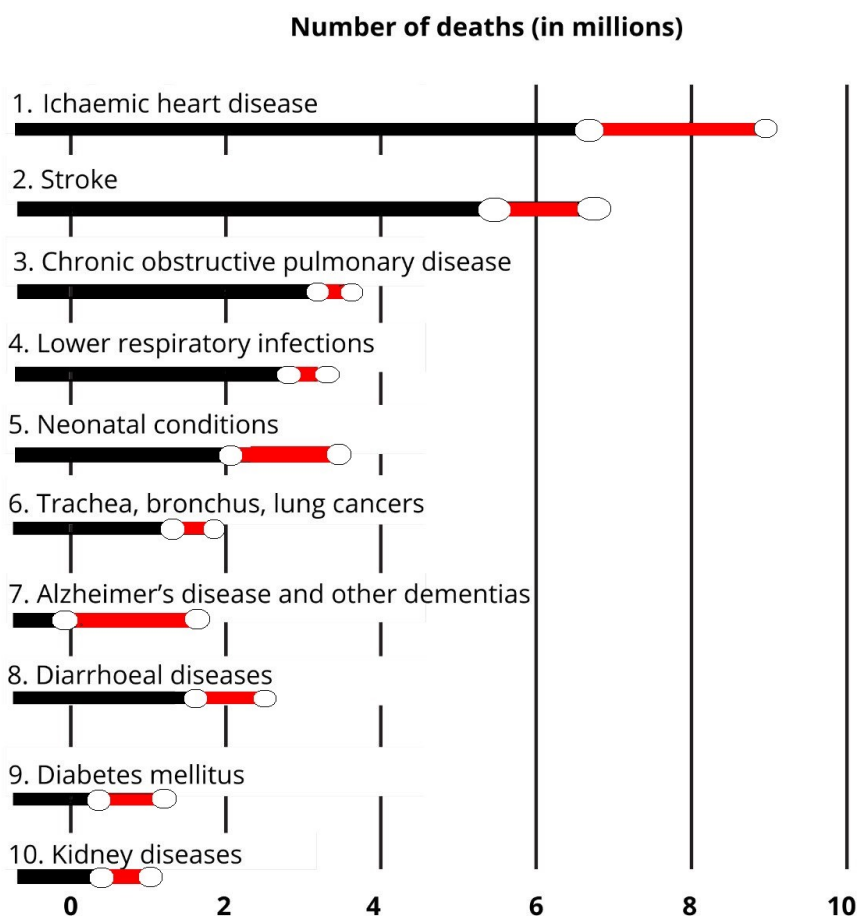 Number of deaths (in millions)
1. Ichaemic heart disease
2. Stroke
3. Chronic obstructive pulmonary disease
4. Lower respiratory infections
5. Neonatal conditions
6. Trachea, bronchus, lung cancers
7. Alzheimer’s disease and other dementias
8. Diarrhoeal diseases
9. Diabetes mellitus
10. Kidney diseases
0 2 4 6 8 10